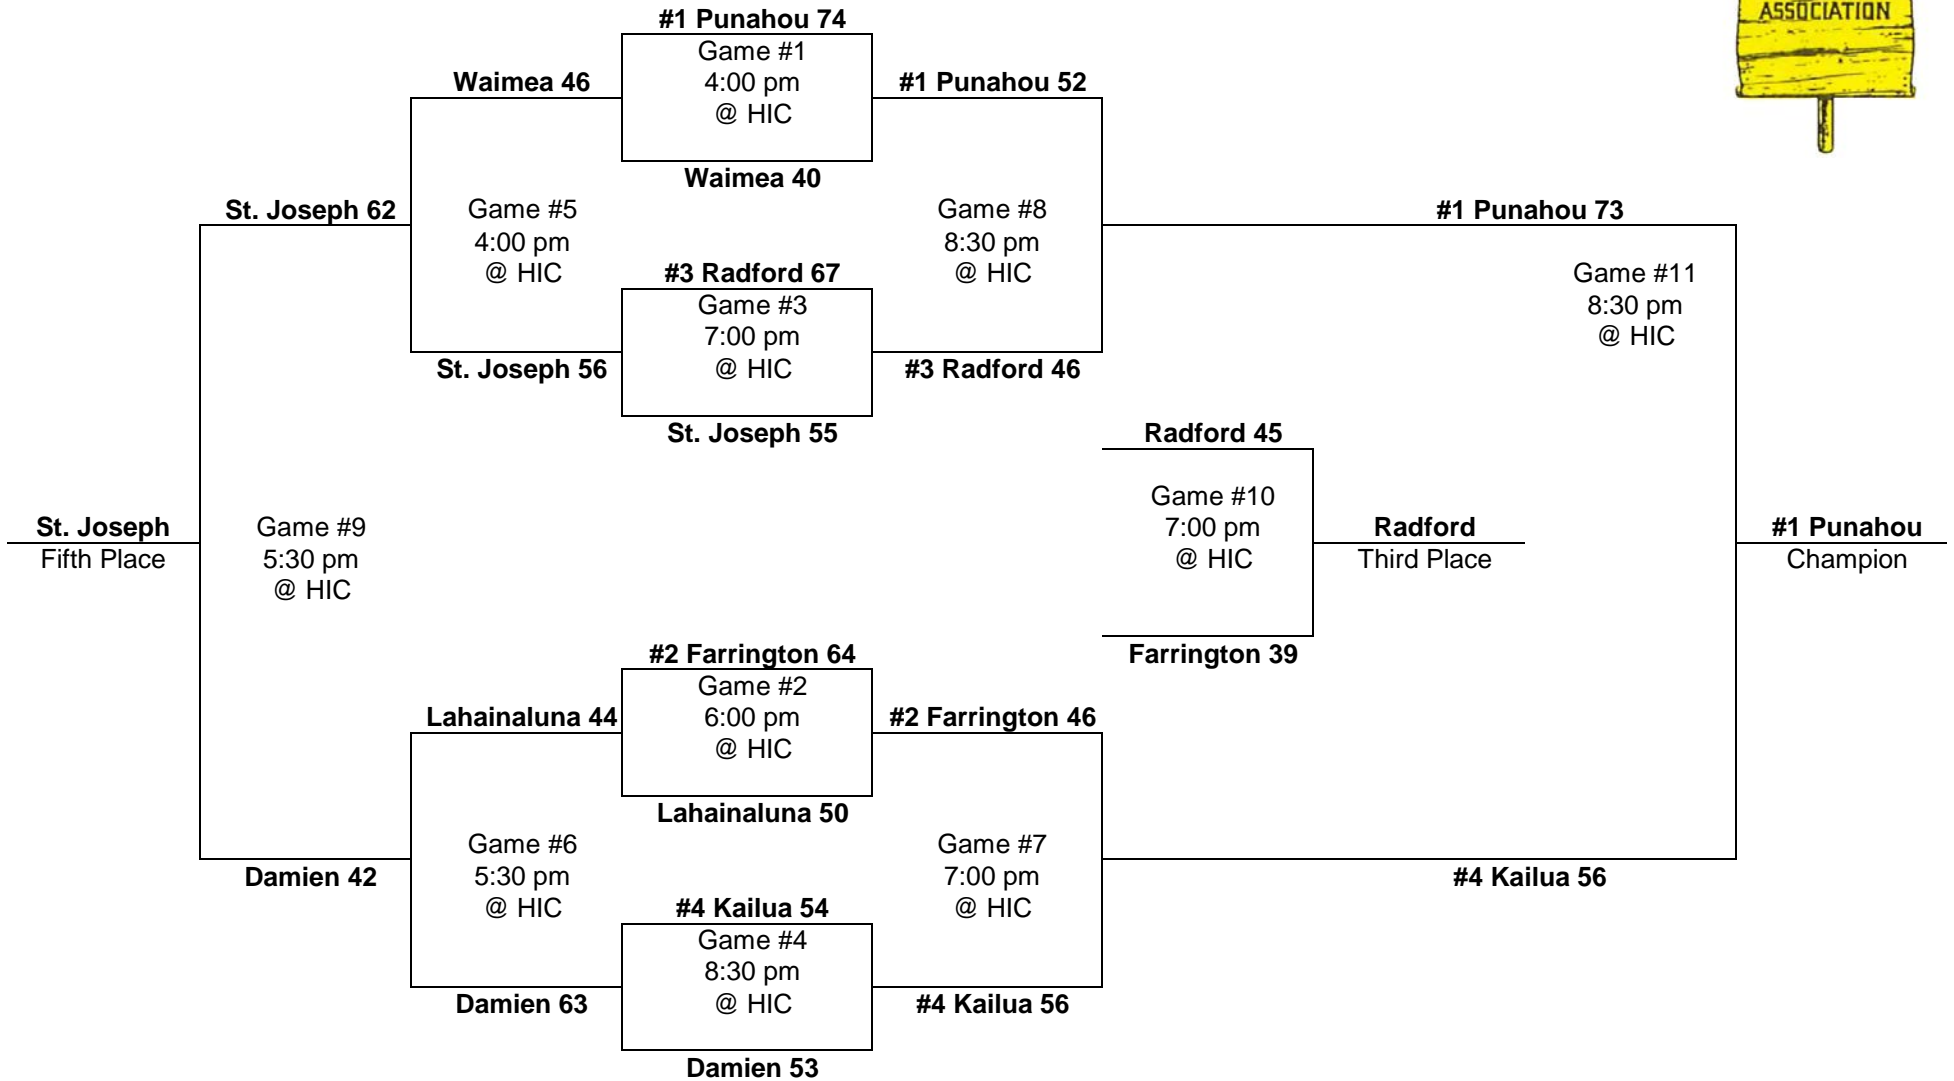 ASSOCIATION
#1 Punahou 74
Game #1
4:00 pm
@ HIC
Waimea 40
Waimea 46
#1 Punahou 52
St. Joseph 62
Game #5
4:00 pm
@ HIC
Game #8
8:30 pm
@ HIC
#1 Punahou 73
#3 Radford 67
Game #3
7:00 pm
@ HIC
St. Joseph 55
St. Joseph 56
#3 Radford 46
Game #11
8:30 pm
@ HIC
Radford 45
Game #10
7:00 pm
@ HIC
Farrington 39
St. Joseph
Fifth Place
Game #9
5:30 pm
@ HIC
Radford
Third Place
#1 Punahou
Champion
#2 Farrington 64
Game #2
6:00 pm
@ HIC
Lahainaluna 50
Lahainaluna 44
#2 Farrington 46
Game #6
5:30 pm
@ HIC
Game #7
7:00 pm
@ HIC
Damien 42
#4 Kailua 56
#4 Kailua 54
Game #4
8:30 pm
@ HIC
Damien 53
Damien 63
#4 Kailua 56